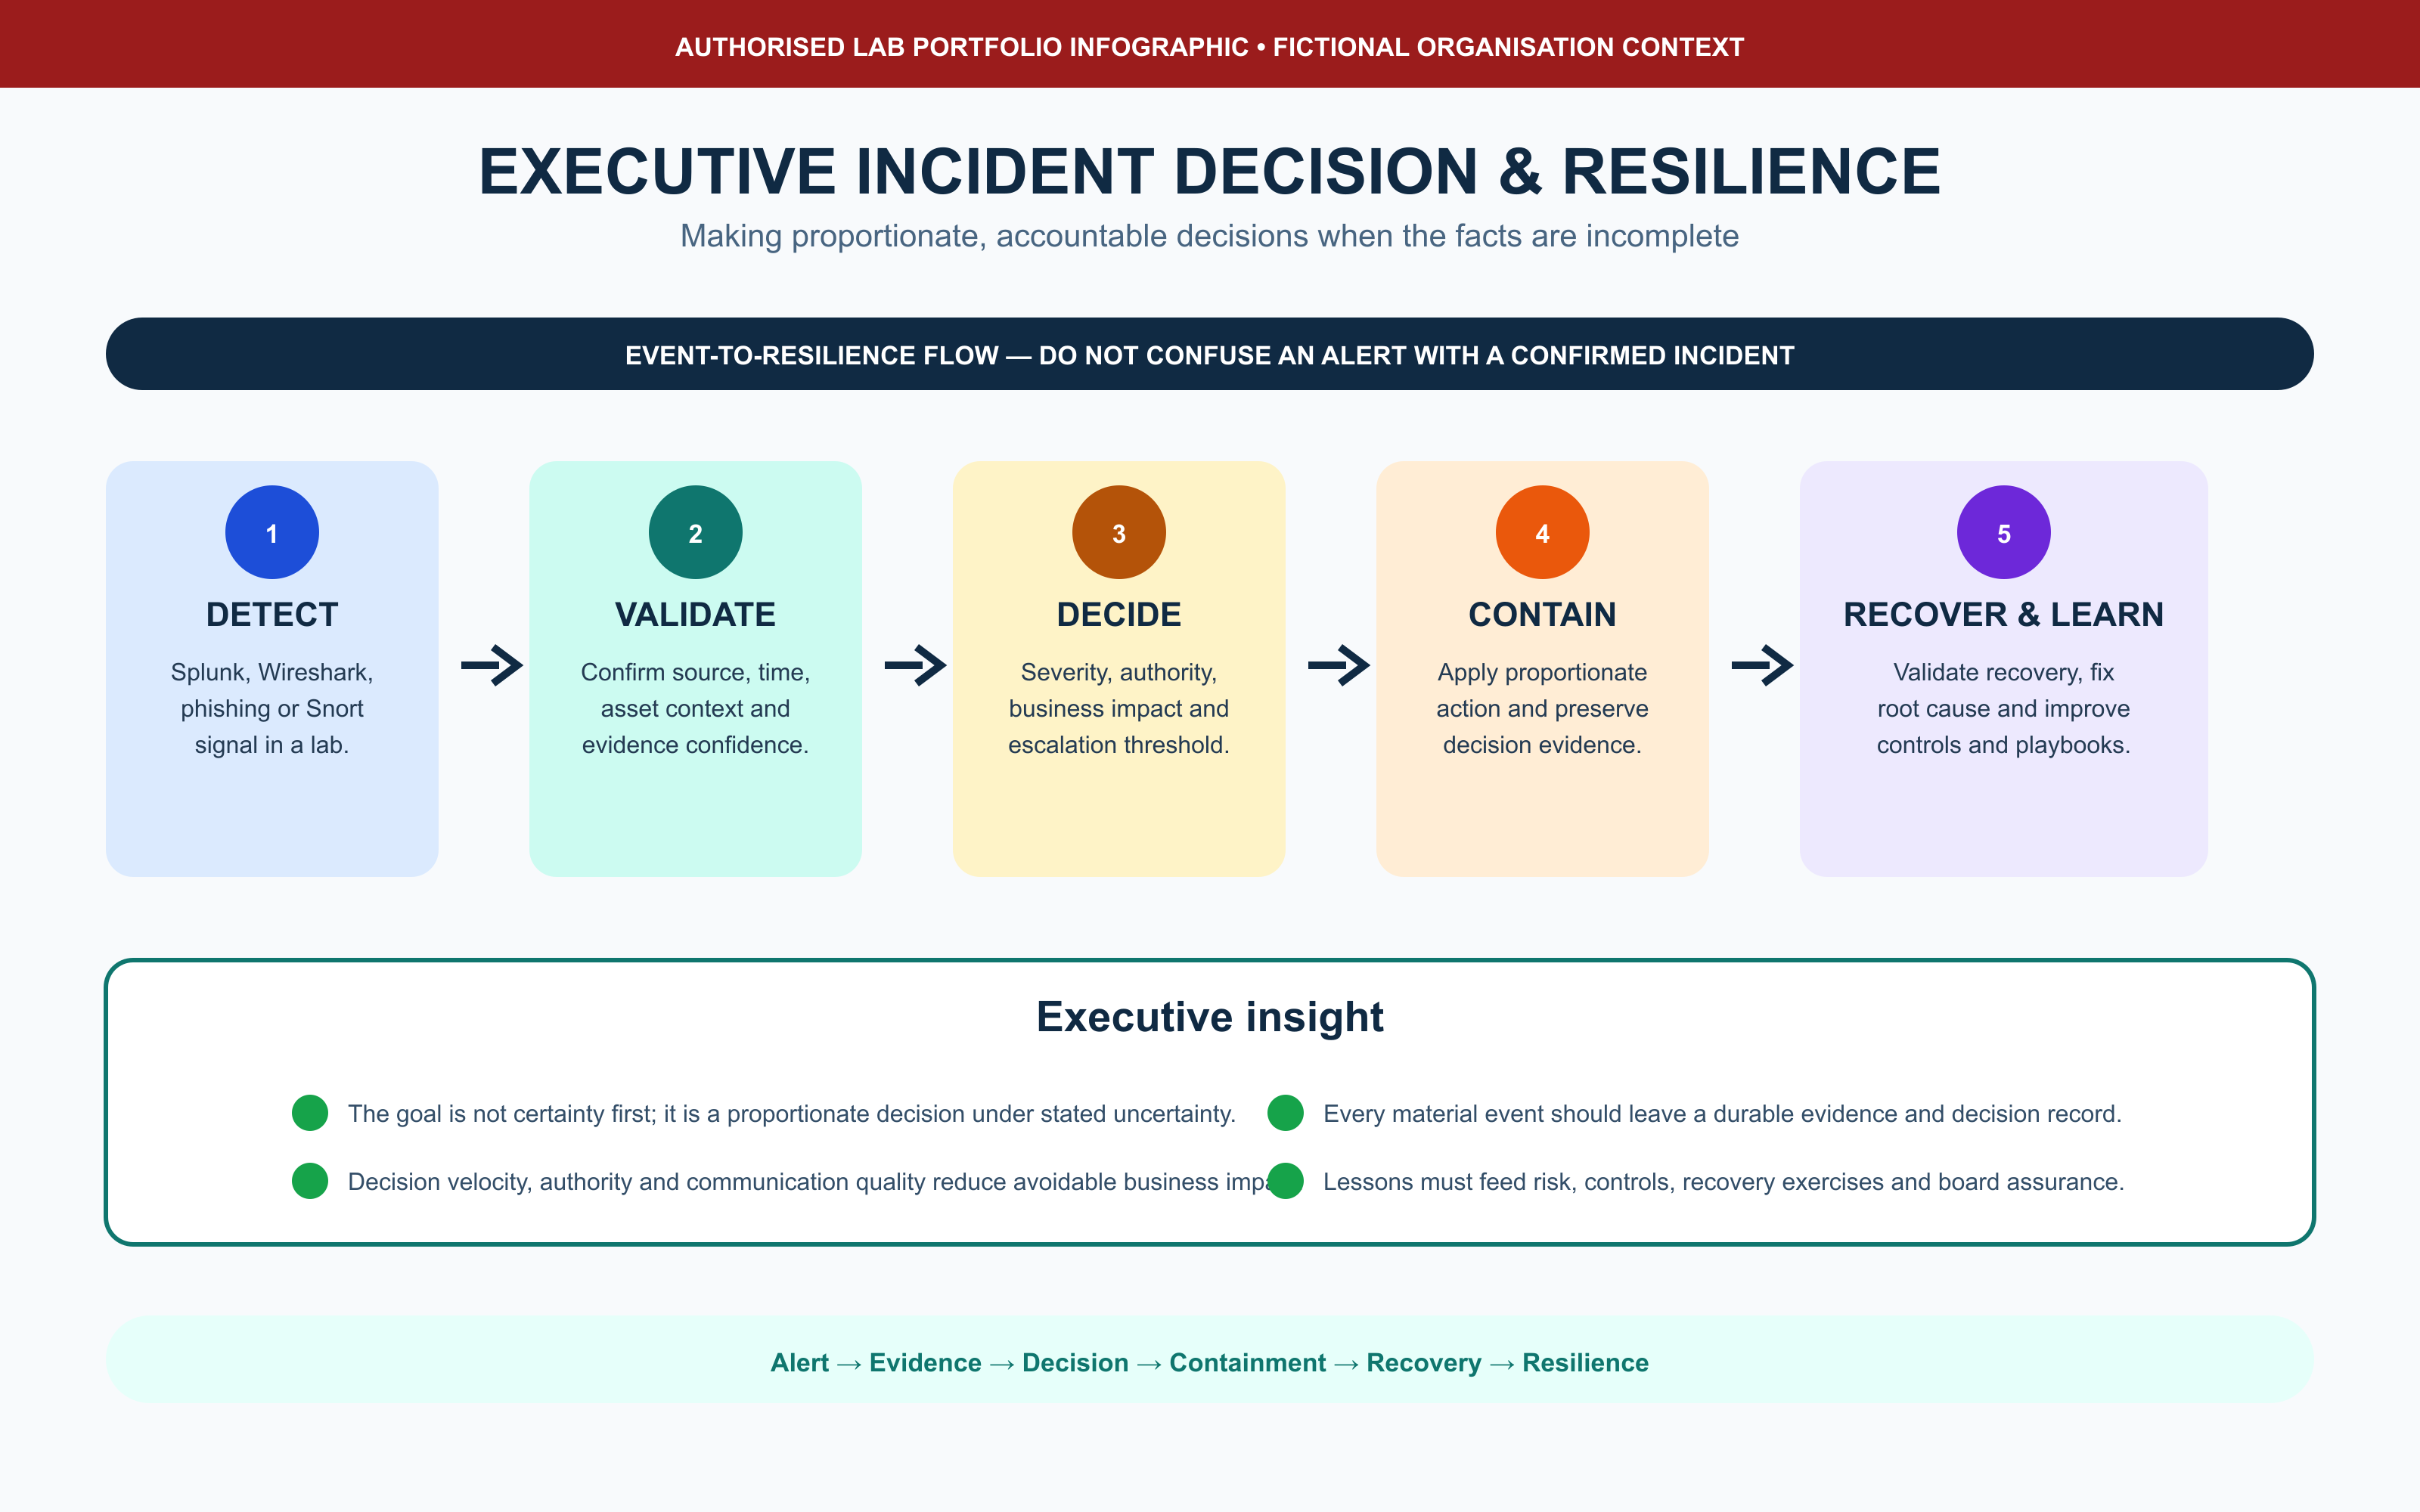 AUTHORISED LAB PORTFOLIO INFOGRAPHIC • FICTIONAL ORGANISATION CONTEXT
EXECUTIVE INCIDENT DECISION & RESILIENCE
Making proportionate, accountable decisions when the facts are incomplete
EVENT-TO-RESILIENCE FLOW — DO NOT CONFUSE AN ALERT WITH A CONFIRMED INCIDENT
1
DETECT
Splunk, Wireshark,
phishing or Snort
signal in a lab.
2
VALIDATE
Confirm source, time,
asset context and
evidence confidence.
3
DECIDE
Severity, authority,
business impact and
escalation threshold.
4
CONTAIN
Apply proportionate
action and preserve
decision evidence.
5
RECOVER & LEARN
Validate recovery, fix
root cause and improve
controls and playbooks.
Executive insight
The goal is not certainty first; it is a proportionate decision under stated uncertainty.
Decision velocity, authority and communication quality reduce avoidable business
Every material event should leave a durable evidence and decision record.
Lessons must feed risk, controls, recovery exercises and board assurance.
Alert → Evidence → Decision → Containment → Recovery → Resilience